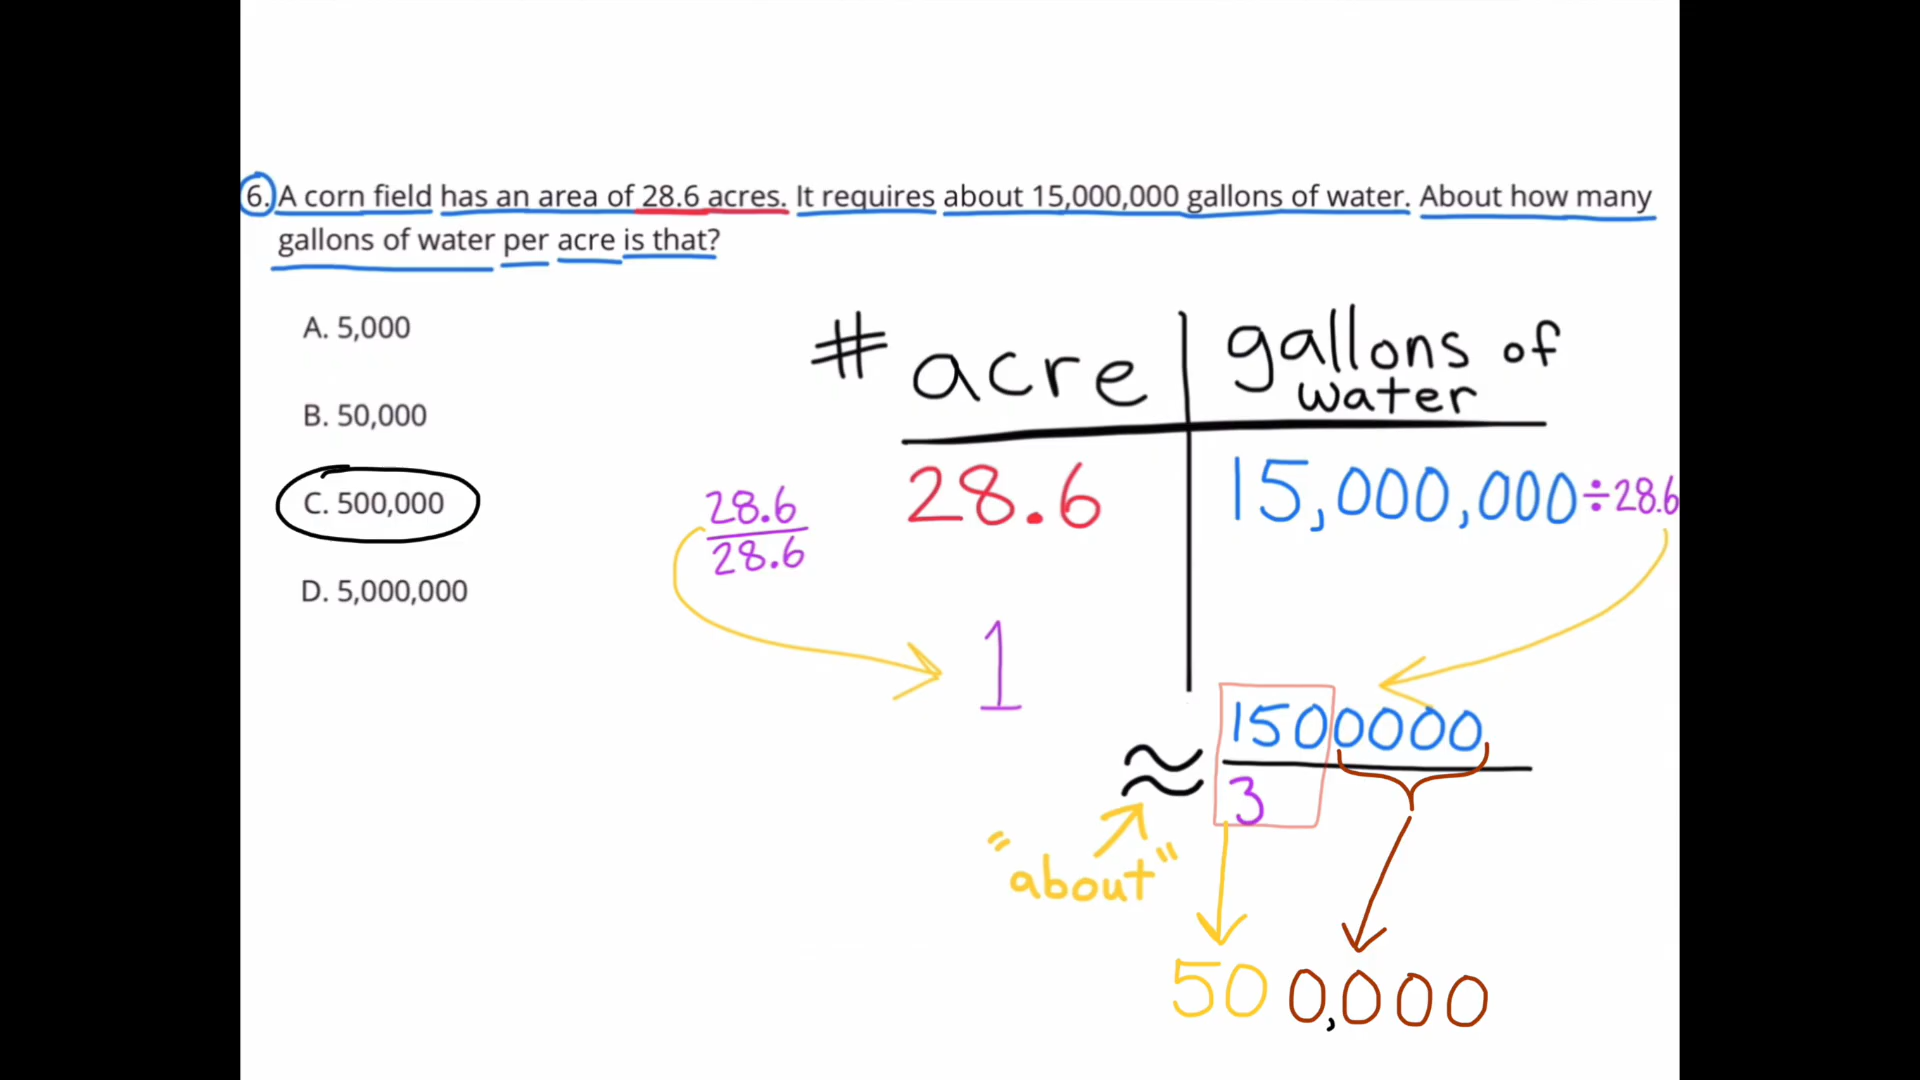 6. A corn field has an area of 28.6 acres. It requires about 15,000,000 gallons of water. About how many
gallons of water per acre is that?
A. 5,000
B. 50,000
C. 500,000
D. 5,000,000
# acre
gallons of
water
28.6
28.6
28.6
15,000,000÷28.6
1
≈
15000000
3
"about"
500,000